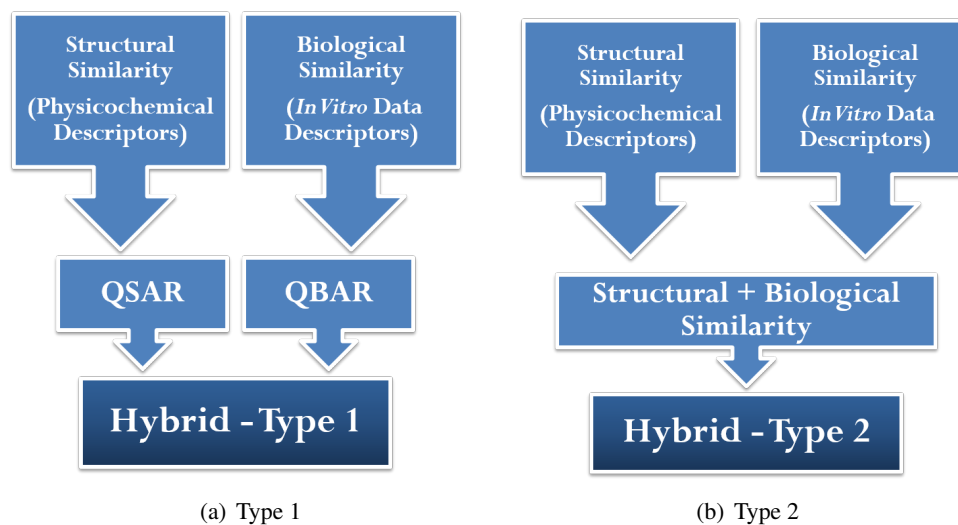 Structural
Similarity
(Physicochemical
Descriptors)
Biological
Similarity
(In Vitro Data
Descriptors)
QSAR
QBAR
Hybrid - Type 1
(a) Type 1
Structural
Similarity
(Physicochemical
Descriptors)
Biological
Similarity
(In Vitro Data
Descriptors)
Structural + Biological
Similarity
Hybrid - Type 2
(b) Type 2